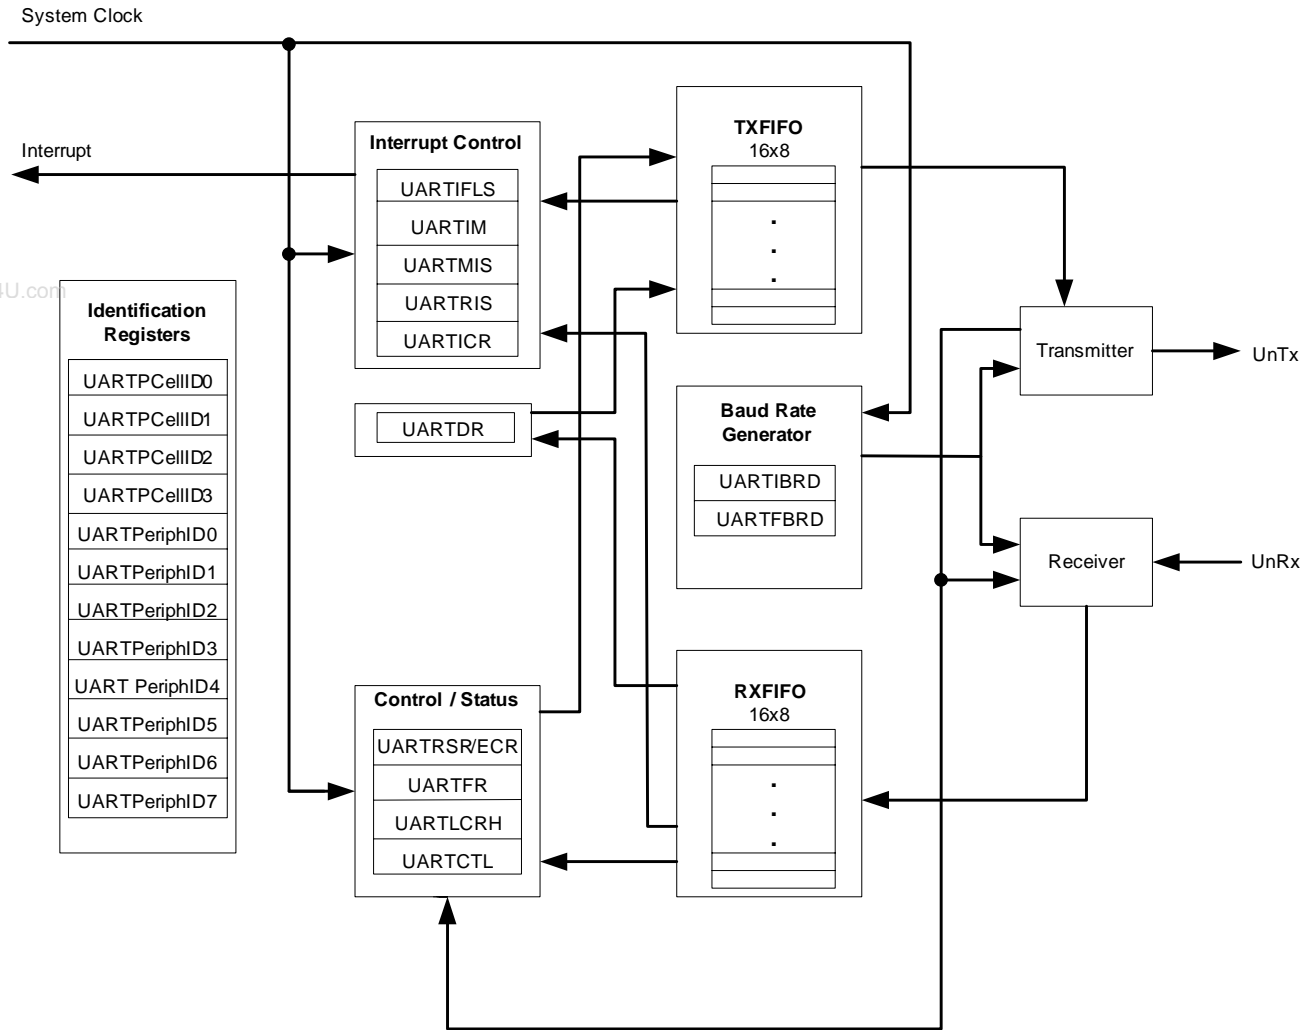 System Clock
Interrupt
4U.com
Identification
Registers
UARTPCellID0
UARTPCellID1
UARTPCellID2
UARTPCellID3
UARTPeriphID0
UARTPeriphID1
UARTPeriphID2
UARTPeriphID3
UART PeriphID4
UARTPeriphID5
UARTPeriphID6
UARTPeriphID7
Interrupt Control
UARTIFLS
UARTIM
UARTMIS
UARTRIS
UARTICR
UARTDR
Control / Status
UARTRSR/ECR
UARTFR
UARTLCRH
UARTCTL
TXFIFO
16x8
Baud Rate
Generator
UARTIBRD
UARTFBRD
RXFIFO
16x8
Transmitter
UnTx
Receiver
UnRx